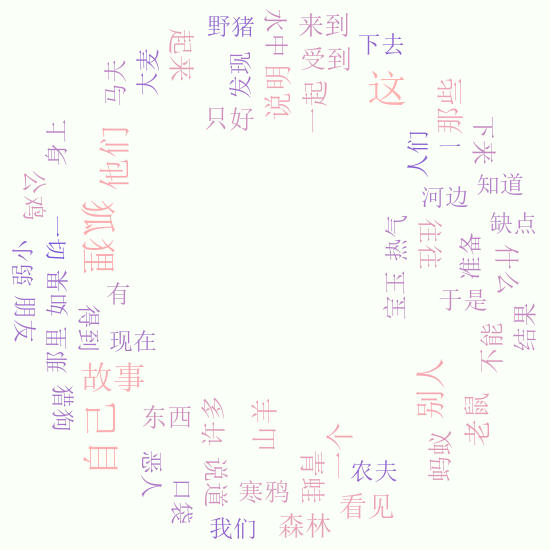 野猪
水中
来到
下去
起来
大麦
马夫
发现
说明
受到
一起
这
只好
那些
一
下来
人们
上身
他们
公鸡
狐狸
知道
河边
缺点
往往
热气
准备
什么
一切
小弱
朋友
如果
那里
有
得到
现在
宝玉
于是
结果
不能
故事
猎狗
自己
别人
老鼠
东西
多许
山羊
一个
青蛙
蚂蚁
恶人
口袋
说道
寒鸦
农夫
看见
我们
森林